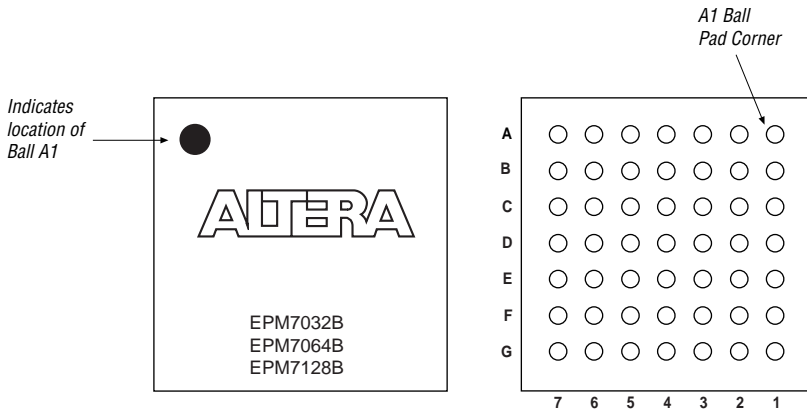 A1 Ball
Pad Corner
Indicates
location of
Ball A1
ALTERA
EPM7032B
EPM7064B
EPM7128B
A
B
C
D
E
F
G
7 6 5 4 3 2 1